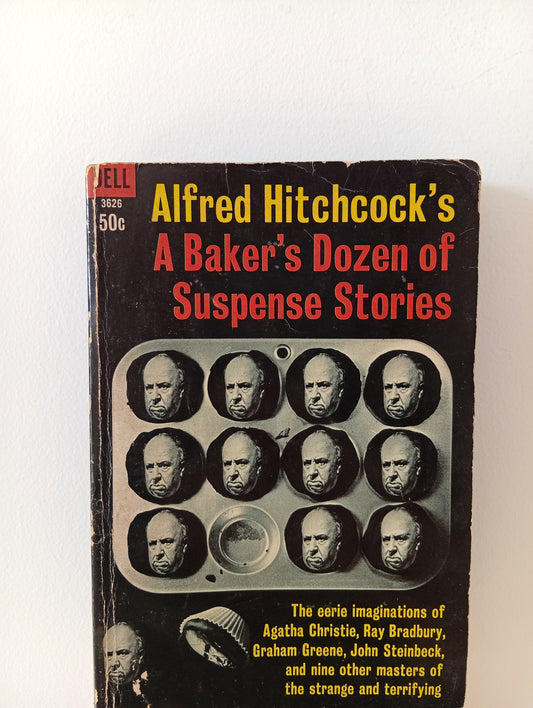 DELL
3626
50c
Alfred Hitchcock's
A Baker's Dozen of
Suspense Stories
The eerie imaginations of
Agatha Christie, Ray Bradbury,
Graham Greene, John Steinbeck,
and nine other masters of
the strange and terrifying